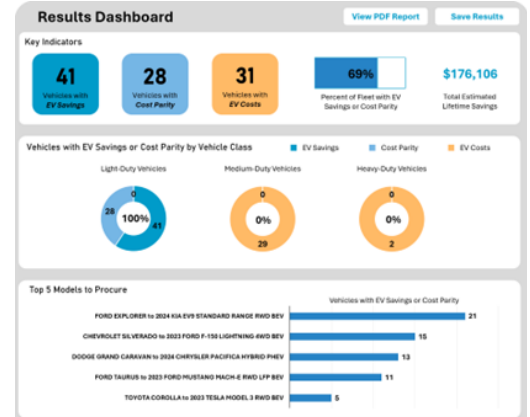 Results Dashboard
View PDF Report
Save Results
Key Indicators
41
Vehicles with
EV Savings
28
Vehicles with
Cost Parity
31
Vehicles with
EV Costs
69%
Percent of Fleet with EV
Savings or Cost Parity
$176,106
Total Estimated
Lifetime Savings
Vehicles with EV Savings or Cost Parity by Vehicle Class
EV Savings
Cost Parity
EV Costs
Light-Duty Vehicles
0
28
100%
41
Medium-Duty Vehicles
0
0%
29
Heavy-Duty Vehicles
0
0%
2
Top 5 Models to Procure
Vehicles with EV Savings or Cost Parity
FORD EXPLORER to 2024 KIA EV9 STANDARD RANGE RWD BEV
21
CHEVROLET SILVERADO to 2023 FORD F-150 LIGHTNING 4WD BEV
15
DODGE GRAND CARAVAN to 2024 CHRYSLER PACIFICA HYBRID PHEV
13
FORD TAURUS to 2023 FORD MUSTANG MACH-E RWD LFP BEV
11
TOYOTA COROLLA to 2023 TESLA MODEL 3 RWD BEV
5